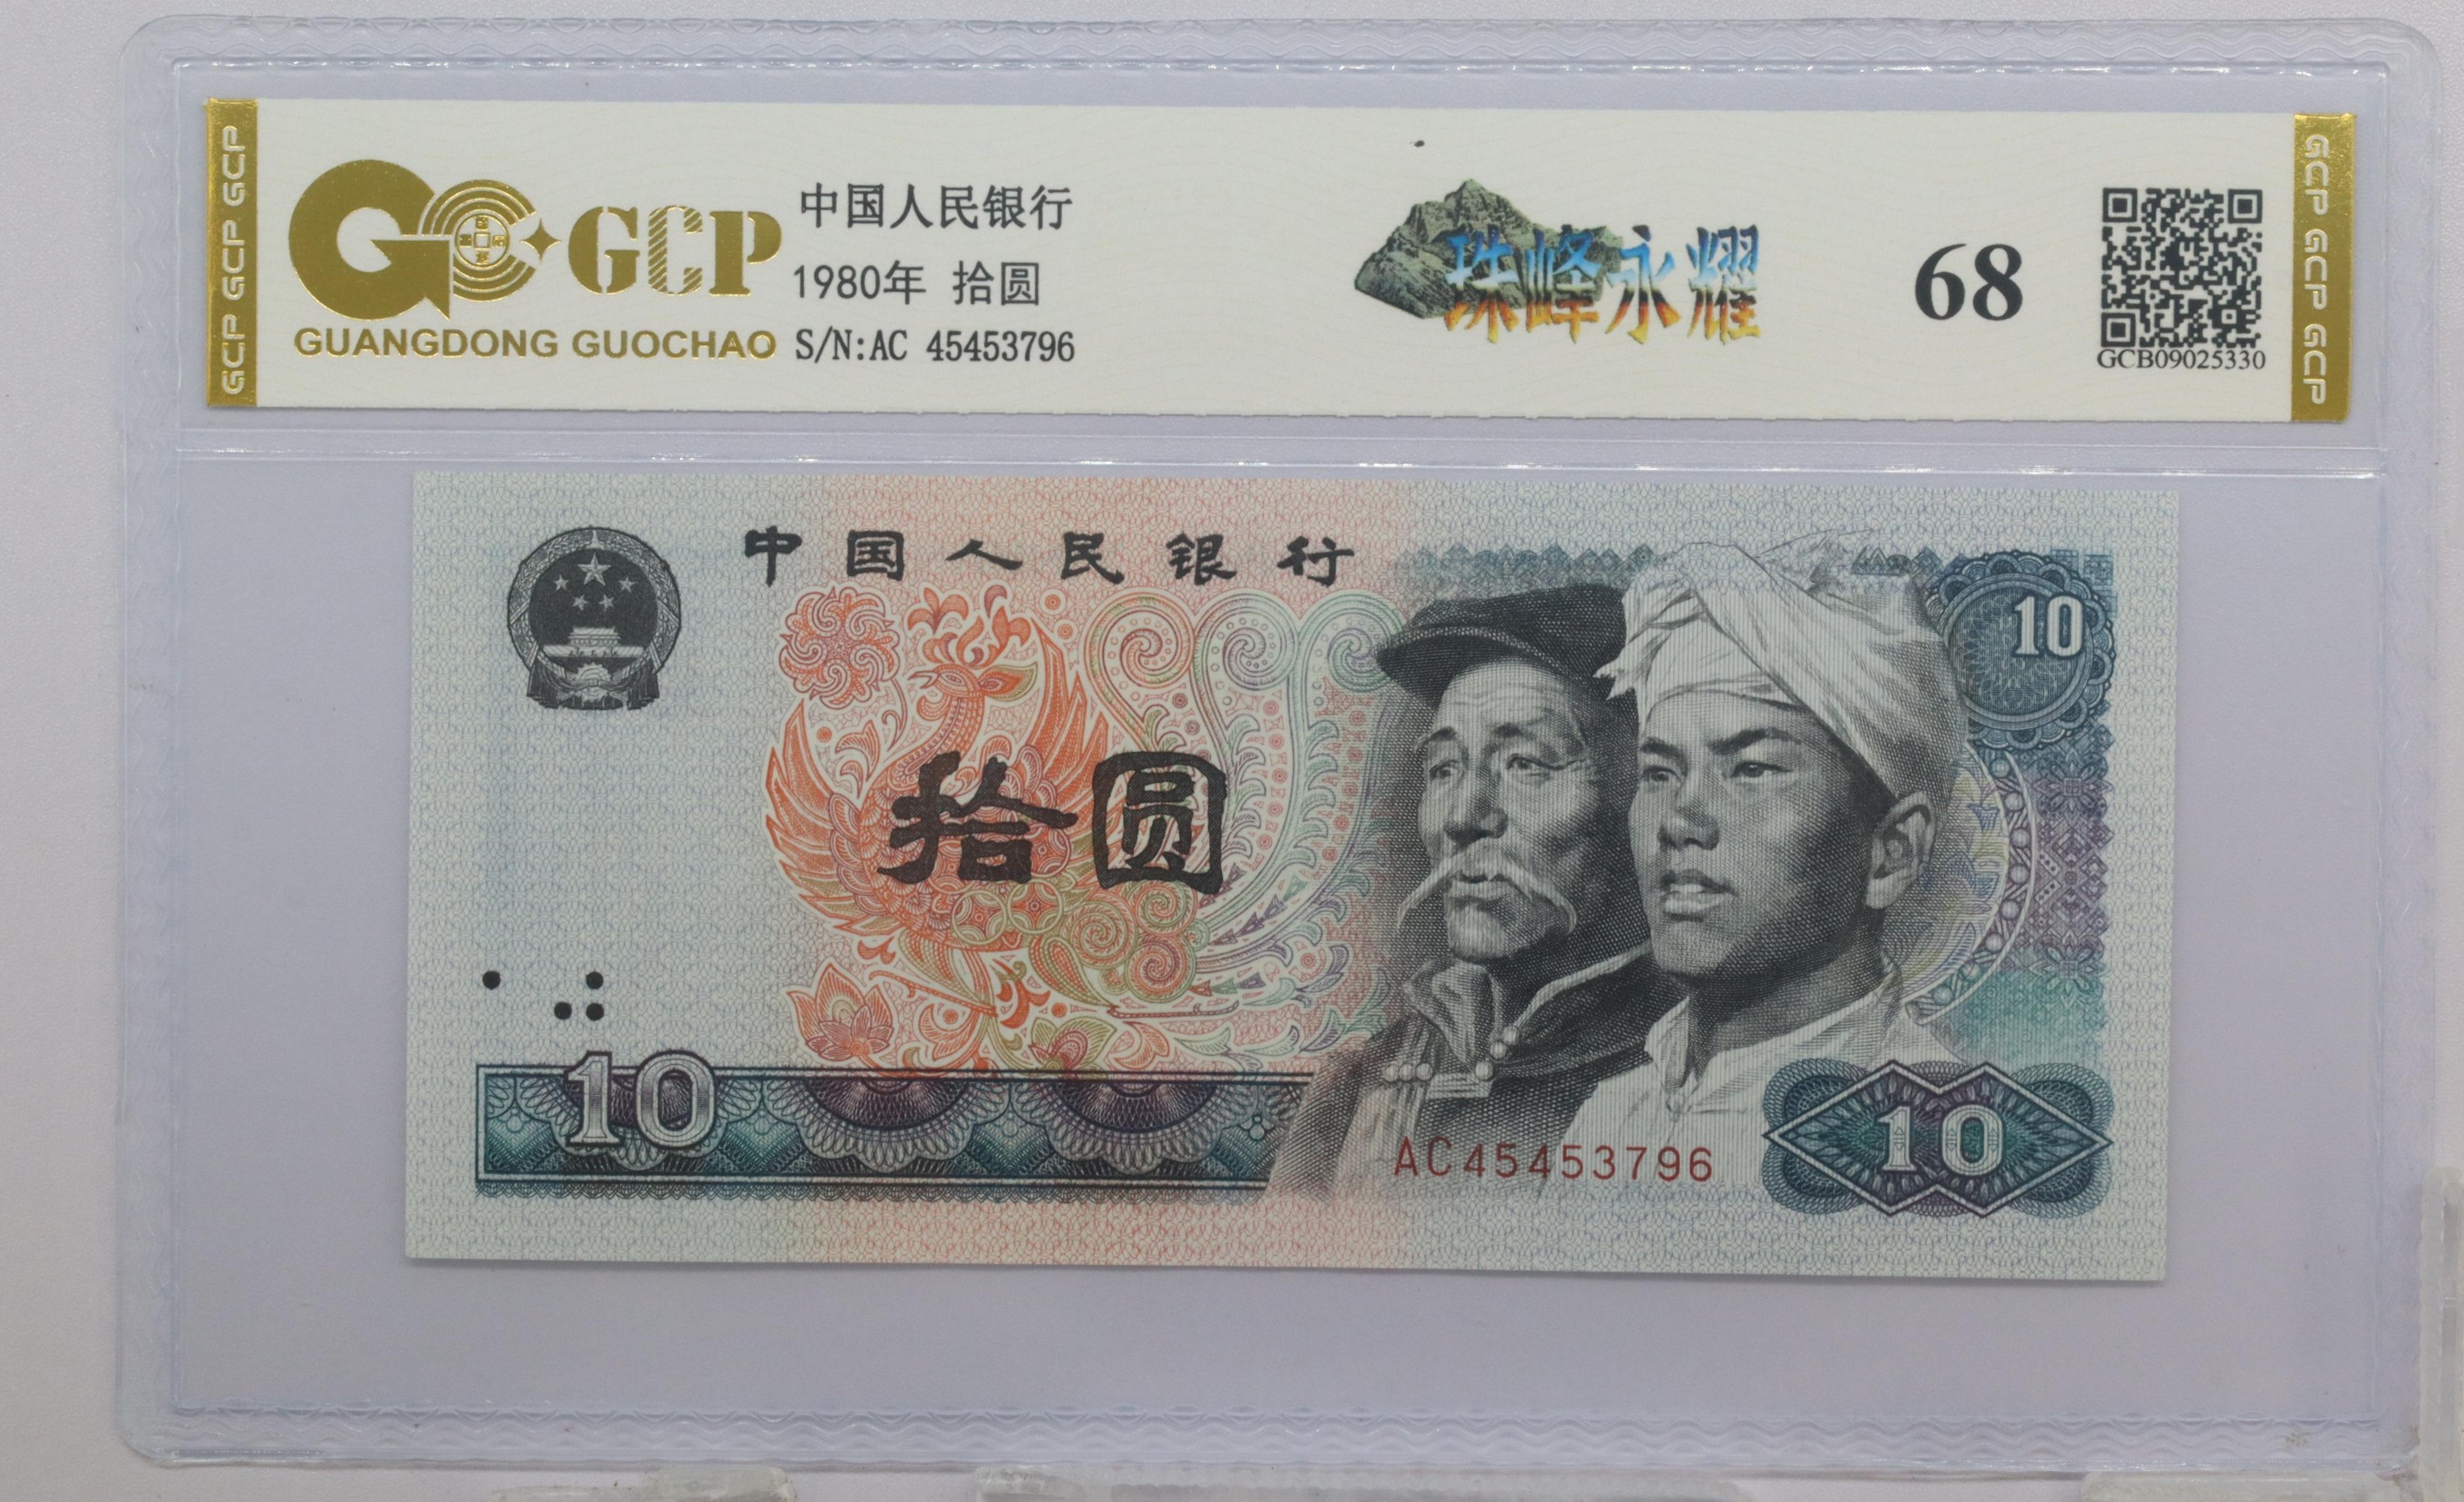 GCP GCP GCP
GCP
GUANGDONG GUOCHAO
中国人民银行
1980年 拾圆
S/N:AC 45453796
珠峰永耀
68
GCB09025330
GCP GCP GCP
中国人民银行
10
拾圆
10
AC45453796
10